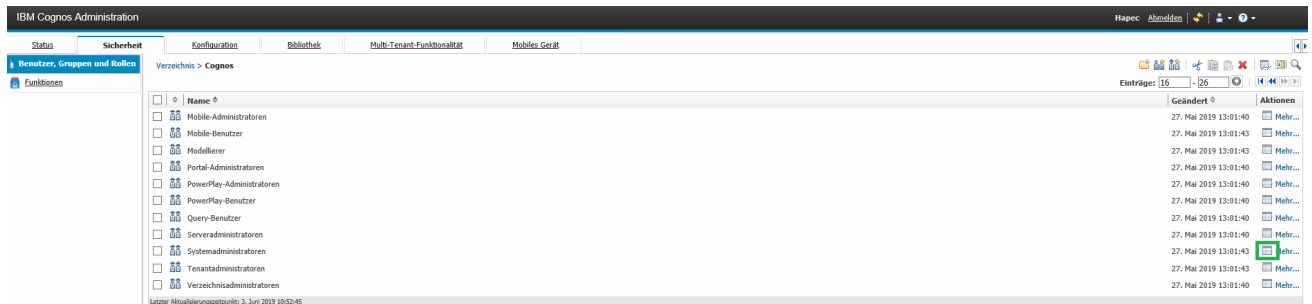 IBM Cognos Administration
Hapec Abmelden
Status Sicherheit Konfiguration Bibliothek Multi-Tenant-Funktionalität Mobiles Gerät
Benutzer, Gruppen und Rollen
Funktionen
Verzeichnis > Cognos
Einträge: 16 - 26
Name Geändert Aktionen
Mobile-Administratoren 27. Mai 2019 13:01:40 Mehr...
Mobile-Benutzer 27. Mai 2019 13:01:43 Mehr...
Modellierer 27. Mai 2019 13:01:43 Mehr...
Portal-Administratoren 27. Mai 2019 13:01:40 Mehr...
PowerPlay-Administratoren 27. Mai 2019 13:01:40 Mehr...
PowerPlay-Benutzer 27. Mai 2019 13:01:40 Mehr...
Query-Benutzer 27. Mai 2019 13:01:40 Mehr...
Serveradministratoren 27. Mai 2019 13:01:40 Mehr...
Systemadministratoren 27. Mai 2019 13:01:43 Mehr...
Tenantadministratoren 27. Mai 2019 13:01:43 Mehr...
Verzeichnisadministratoren 27. Mai 2019 13:01:40 Mehr...
Letzter Aktualisierungszeitpunkt: 3. Juni 2019 10:52:45